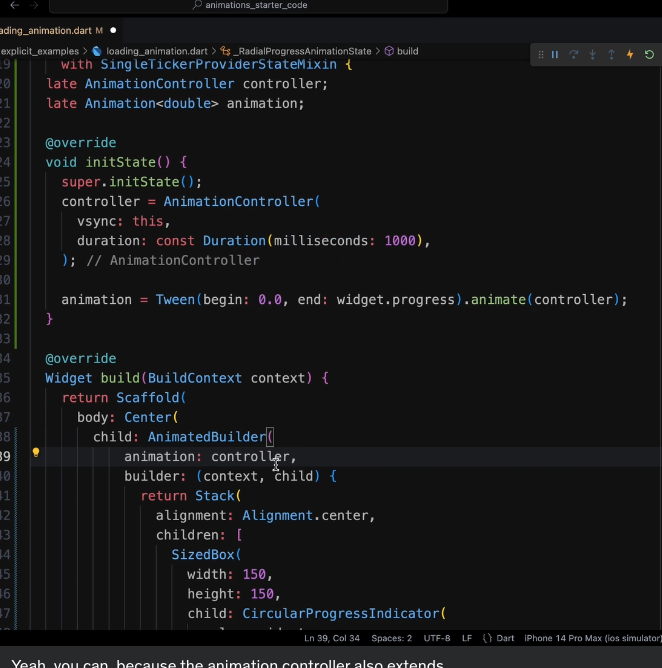 animations_starter_code
ading_animation.dart M
explicit_examples > loading_animation.dart > _RadialProgressAnimationState > build
19 with SingleTickerProviderStateMixin {
20 late AnimationController controller;
21 late Animation<double> animation;
22
23 @override
24 void initState() {
25 super.initState();
26 controller = AnimationController(
27 vsync: this,
28 duration: const Duration(milliseconds: 1000),
29 ); // AnimationController
30
31 animation = Tween(begin: 0.0, end: widget.progress).animate(controller);
32 }
33
34 @override
35 Widget build(BuildContext context) {
36 return Scaffold(
37 body: Center(
38 child: AnimatedBuilder(
39 animation: controller,
40 builder: (context, child) {
41 return Stack(
42 alignment: Alignment.center,
43 children: [
44 SizedBox(
45 width: 150,
46 height: 150,
47 child: CircularProgressIndicator(
Ln 39, Col 34 Spaces: 2 UTF-8 LF {} Dart iPhone 14 Pro Max (ios simulator)
Yeah, you can, because the animation controller also extends